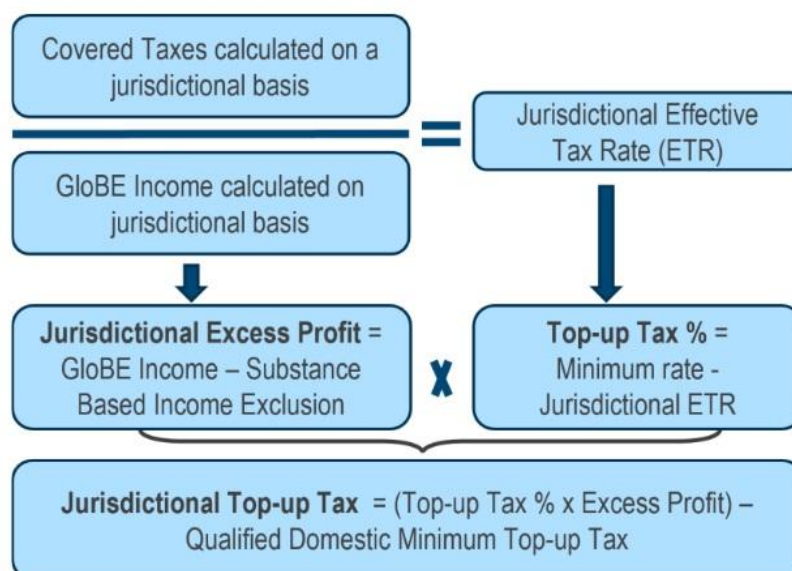 Covered Taxes calculated on a
jurisdictional basis
=
Jurisdictional Effective
Tax Rate (ETR)
GloBE Income calculated on
jurisdictional basis
Jurisdictional Excess Profit =
GloBE Income – Substance
Based Income Exclusion
x
Top-up Tax % =
Minimum rate -
Jurisdictional ETR
Jurisdictional Top-up Tax = (Top-up Tax % x Excess Profit) –
Qualified Domestic Minimum Top-up Tax